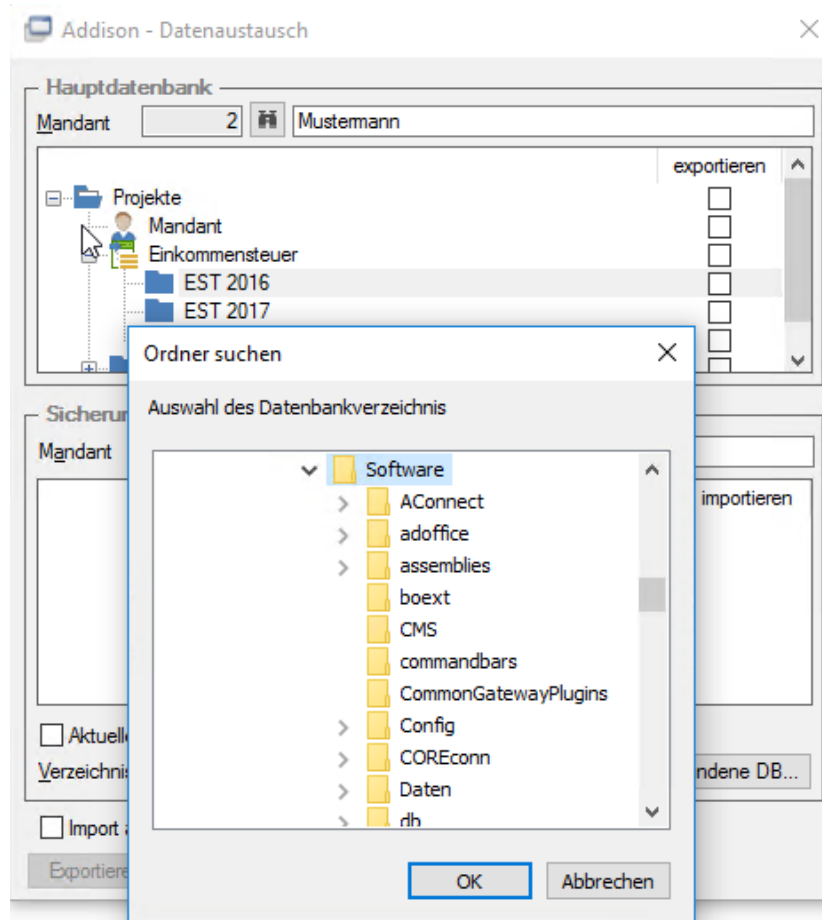 Addison - Datenaustausch
Hauptdatenbank
Mandant 2 Mustermann
exportieren
Projekte
Mandant
Einkommensteuer
EST 2016
EST 2017
Ordner suchen
Auswahl des Datenbankverzeichnis
Mandant
importieren
Software
AConnect
adoffice
assemblies
boext
CMS
commandbars
CommonGatewayPlugins
Config
COREconn
Daten
db
ndene DB...
Import
OK Abbrechen